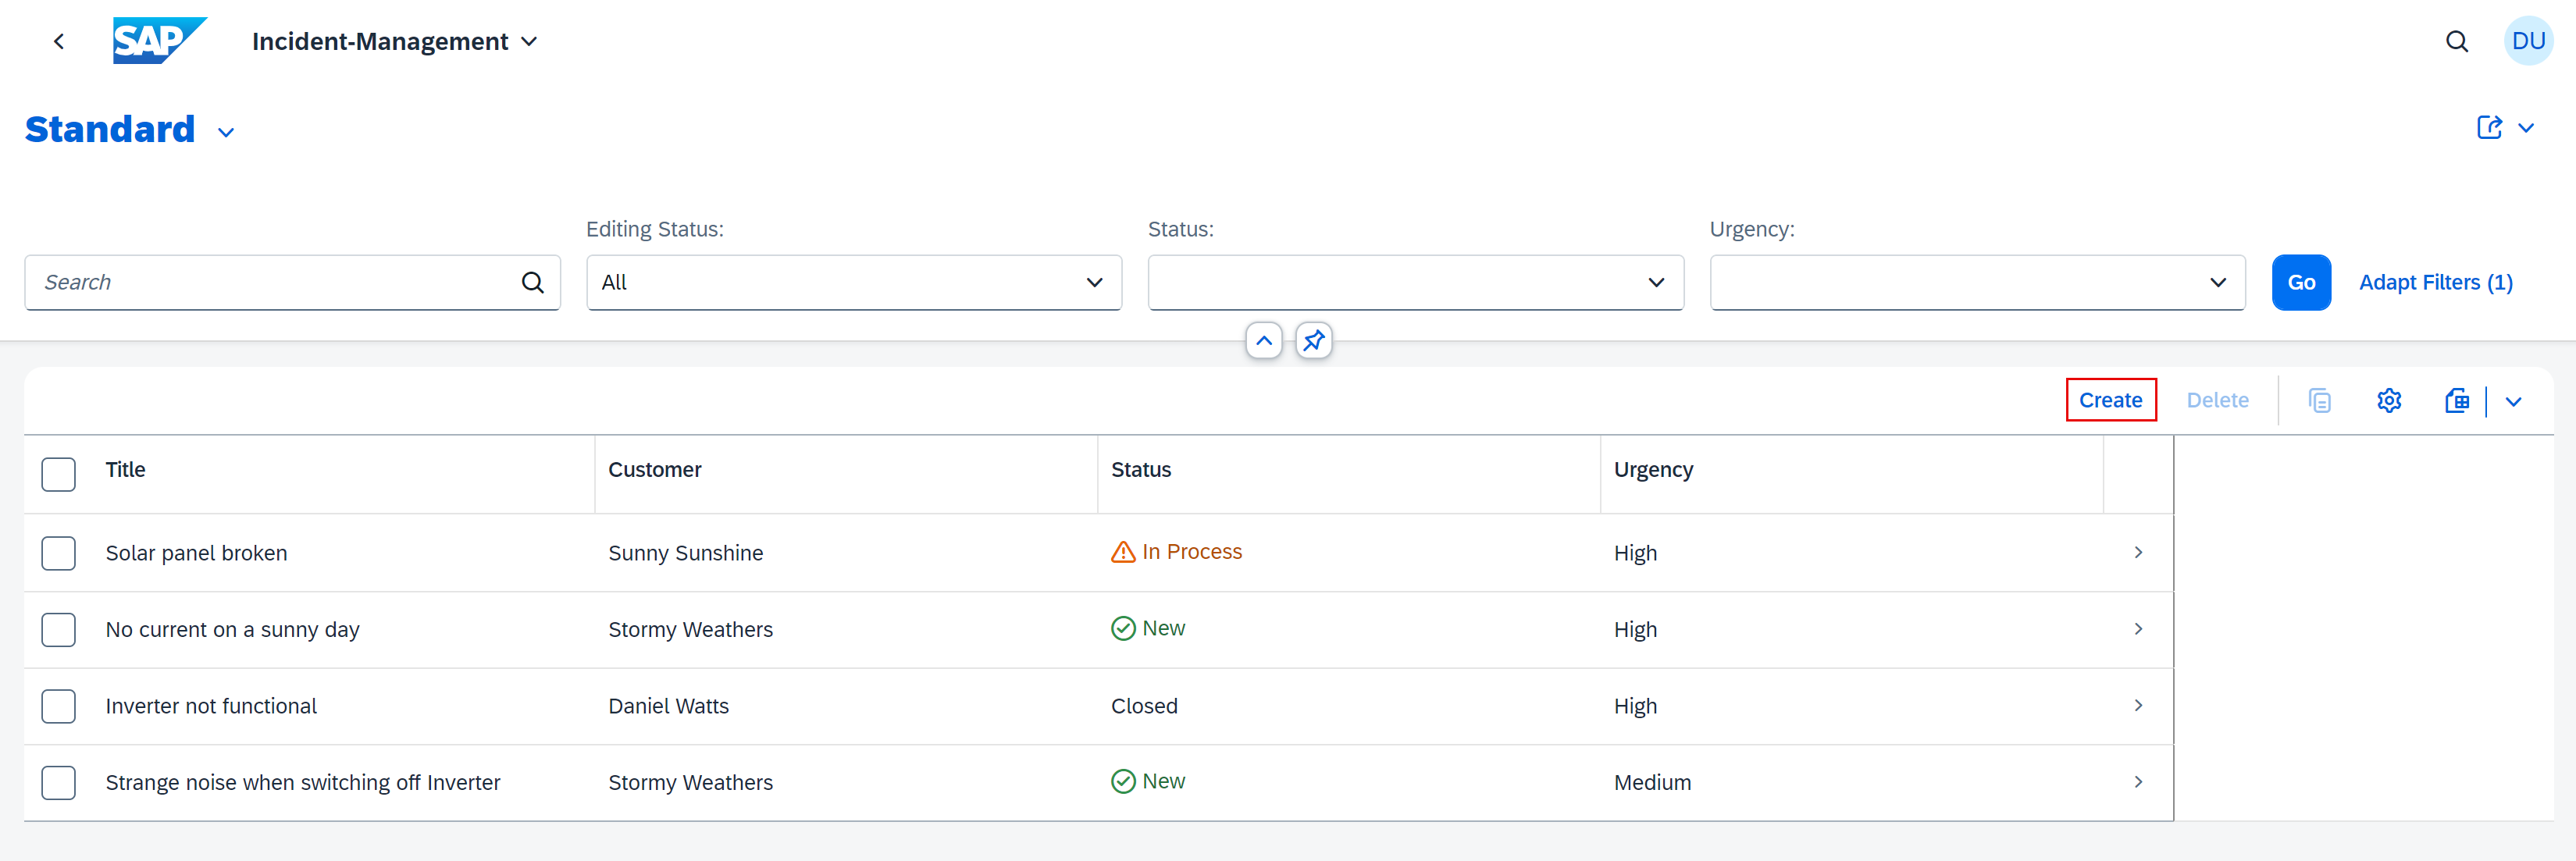 SAP Incident-Management DU
Standard
Editing Status: Status: Urgency:
Search All Go Adapt Filters (1)
Create Delete
Title Customer Status Urgency
Solar panel broken Sunny Sunshine In Process High
No current on a sunny day Stormy Weathers New High
Inverter not functional Daniel Watts Closed High
Strange noise when switching off Inverter Stormy Weathers New Medium